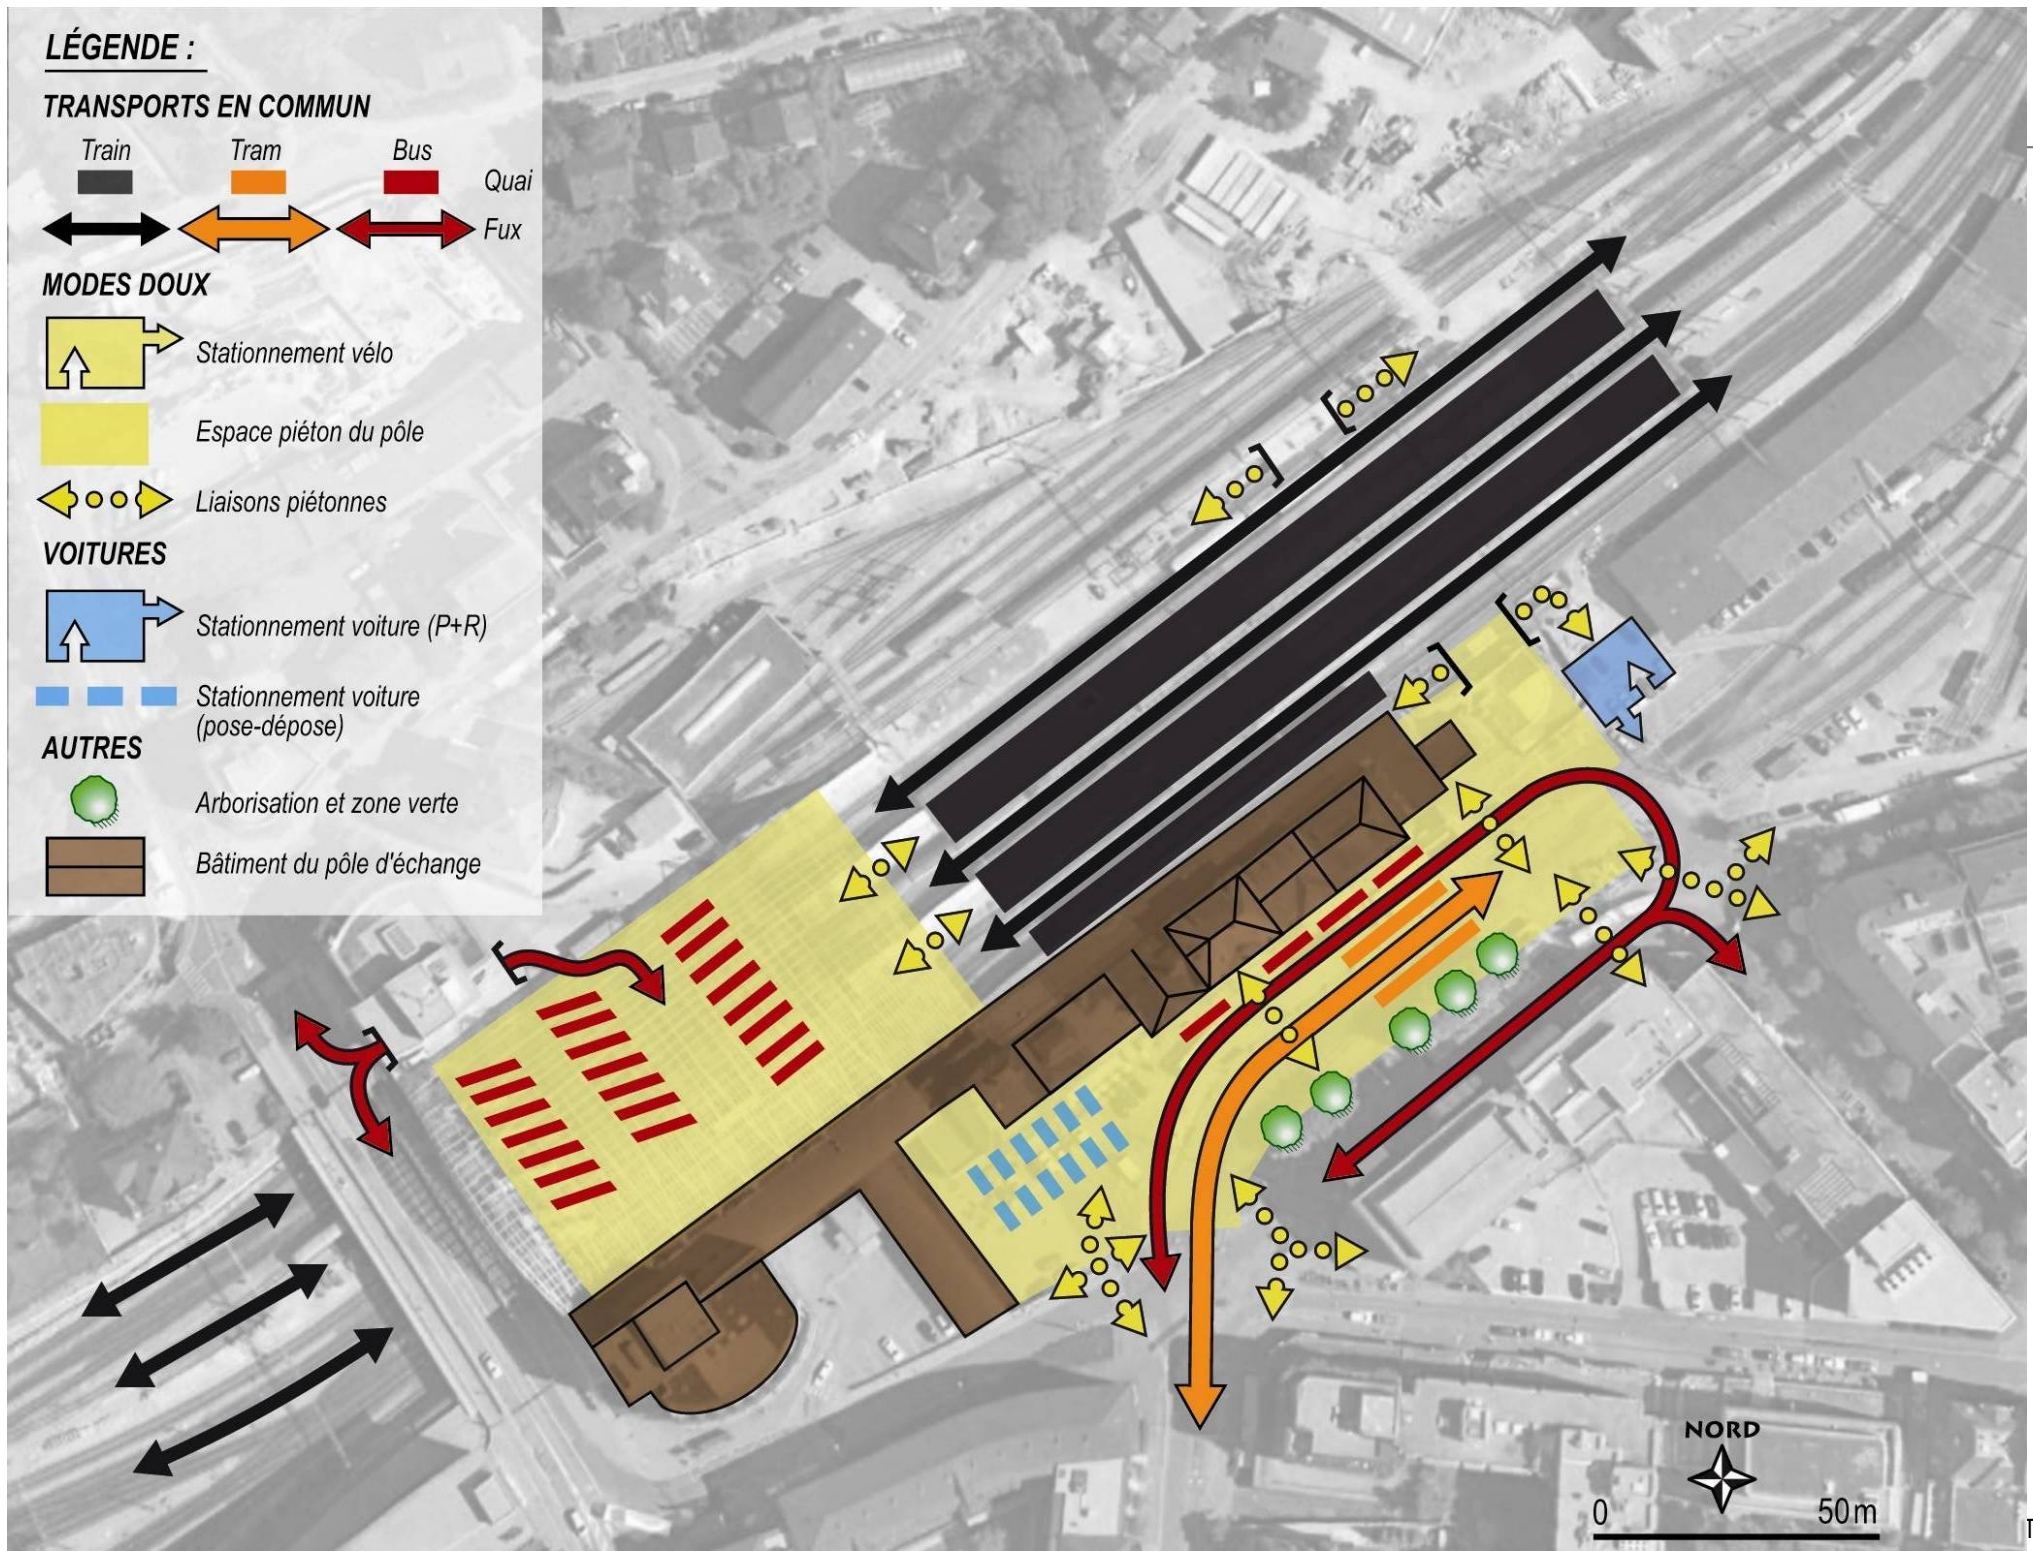 LÉGENDE :
TRANSPORTS EN COMMUN
Train Tram Bus
Quai
Fux
MODES DOUX
Stationnement vélo
Espace piéton du pôle
Liaisons piétonnes
VOITURES
Stationnement voiture (P+R)
Stationnement voiture
(pose-dépose)
AUTRES
Arborisation et zone verte
Bâtiment du pôle d'échange
NORD
0 50 m